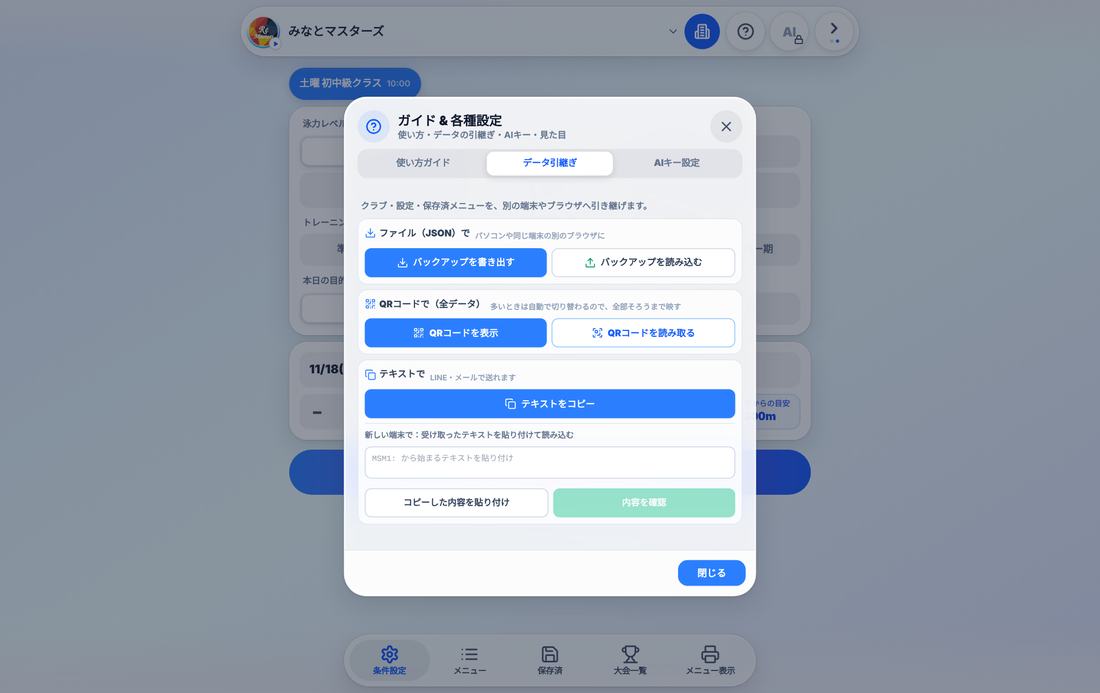 みなとマスターズ
AI
土曜 初中級クラス 10:00
ガイド & 各種設定
使い方・データの引継ぎ・AIキー・見た目
使い方ガイド データ引継ぎ AIキー設定
クラブ・設定・保存済メニューを、別の端末やブラウザへ引き継げます。
ファイル（JSON）で パソコンや同じ端末の別のブラウザに
バックアップを書き出す バックアップを読み込む
QRコードで（全データ） 多いときは自動で切り替わるので、全部そろうまで映す
QRコードを表示 QRコードを読み取る
テキストで LINE・メールで送れます
テキストをコピー
新しい端末で：受け取ったテキストを貼り付けて読み込む
MSM1: から始まるテキストを貼り付け
コピーした内容を貼り付け 内容を確認
閉じる
泳力レベル
トレーニン
準
ー期
本日の目的
11/18(
からの目安
00m
条件設定 メニュー 保存済 大会一覧 メニュー表示